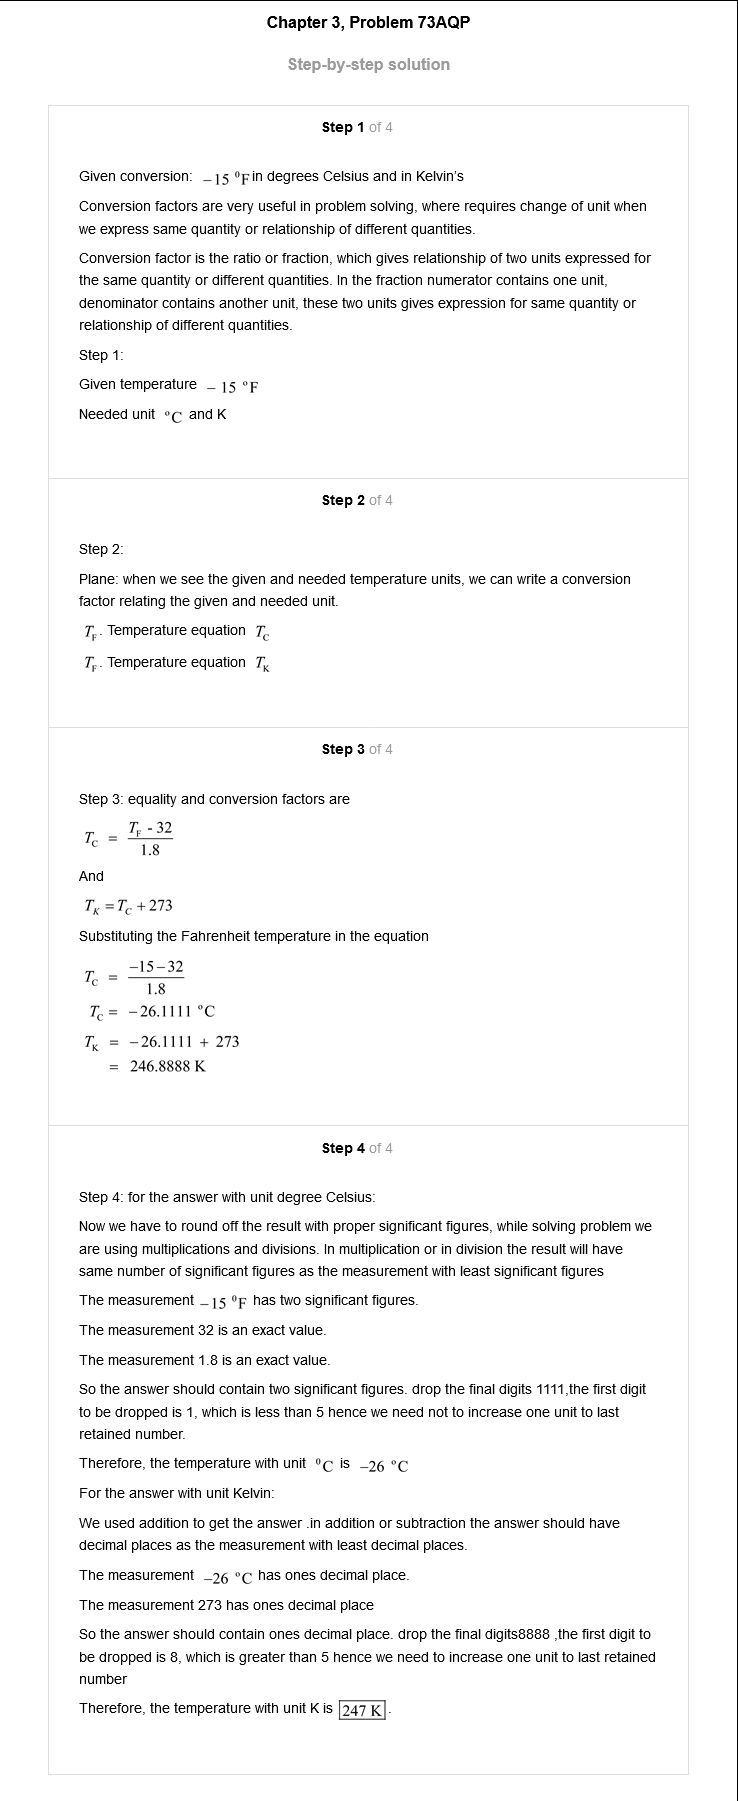 Chapter 3, Problem 73AQP
Step-by-step solution
Step 1 of 4
Given conversion: –15 ⁰F in degrees Celsius and in Kelvin's
Conversion factors are very useful in problem solving, where requires change of unit when
we express same quantity or relationship of different quantities.
Conversion factor is the ratio or fraction, which gives relationship of two units expressed for
the same quantity or different quantities. In the fraction numerator contains one unit,
denominator contains another unit, these two units gives expression for same quantity or
relationship of different quantities.
Step 1:
Given temperature – 15 °F
Needed unit °C and K
Step 2 of 4
Step 2:
Plane: when we see the given and needed temperature units, we can write a conversion
factor relating the given and needed unit.
T_F. Temperature equation T_C
T_F. Temperature equation T_K
Step 3 of 4
Step 3: equality and conversion factors are
T_C = (T_F - 32) / 1.8
And
T_K = T_C + 273
Substituting the Fahrenheit temperature in the equation
T_C = (–15 – 32) / 1.8
T_C = – 26.1111 °C
T_K = – 26.1111 + 273
= 246.8888 K
Step 4 of 4
Step 4: for the answer with unit degree Celsius:
Now we have to round off the result with proper significant figures, while solving problem we
are using multiplications and divisions. In multiplication or in division the result will have
same number of significant figures as the measurement with least significant figures
The measurement –15 ⁰F has two significant figures.
The measurement 32 is an exact value.
The measurement 1.8 is an exact value.
So the answer should contain two significant figures. drop the final digits 1111,the first digit
to be dropped is 1, which is less than 5 hence we need not to increase one unit to last
retained number.
Therefore, the temperature with unit ⁰C is –26 °C
For the answer with unit Kelvin:
We used addition to get the answer .in addition or subtraction the answer should have
decimal places as the measurement with least decimal places.
The measurement –26 °C has ones decimal place.
The measurement 273 has ones decimal place
So the answer should contain ones decimal place. drop the final digits8888 ,the first digit to
be dropped is 8, which is greater than 5 hence we need to increase one unit to last retained
number
Therefore, the temperature with unit K is 247 K.